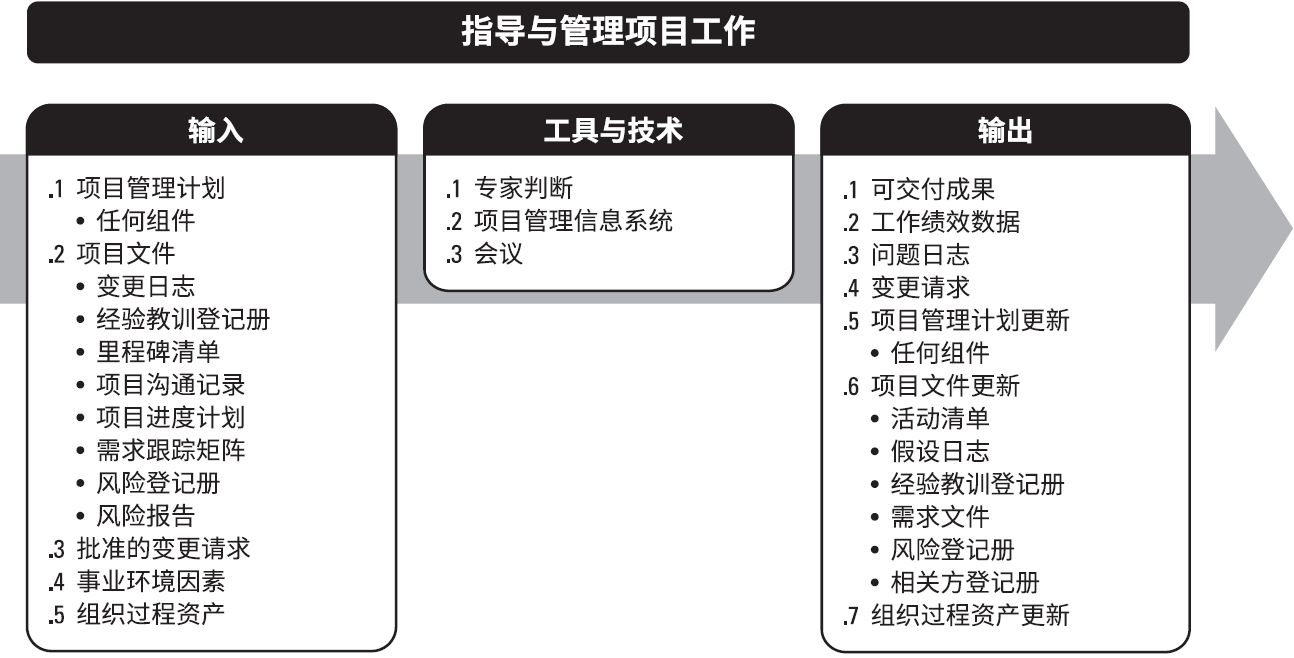 指导与管理项目工作
输入
.1 项目管理计划
• 任何组件
.2 项目文件
• 变更日志
• 经验教训登记册
• 里程碑清单
• 项目沟通记录
• 项目进度计划
• 需求跟踪矩阵
• 风险登记册
• 风险报告
.3 批准的变更请求
.4 事业环境因素
.5 组织过程资产
工具与技术
.1 专家判断
.2 项目管理信息系统
.3 会议
输出
.1 可交付成果
.2 工作绩效数据
.3 问题日志
.4 变更请求
.5 项目管理计划更新
• 任何组件
.6 项目文件更新
• 活动清单
• 假设日志
• 经验教训登记册
• 需求文件
• 风险登记册
• 相关方登记册
.7 组织过程资产更新